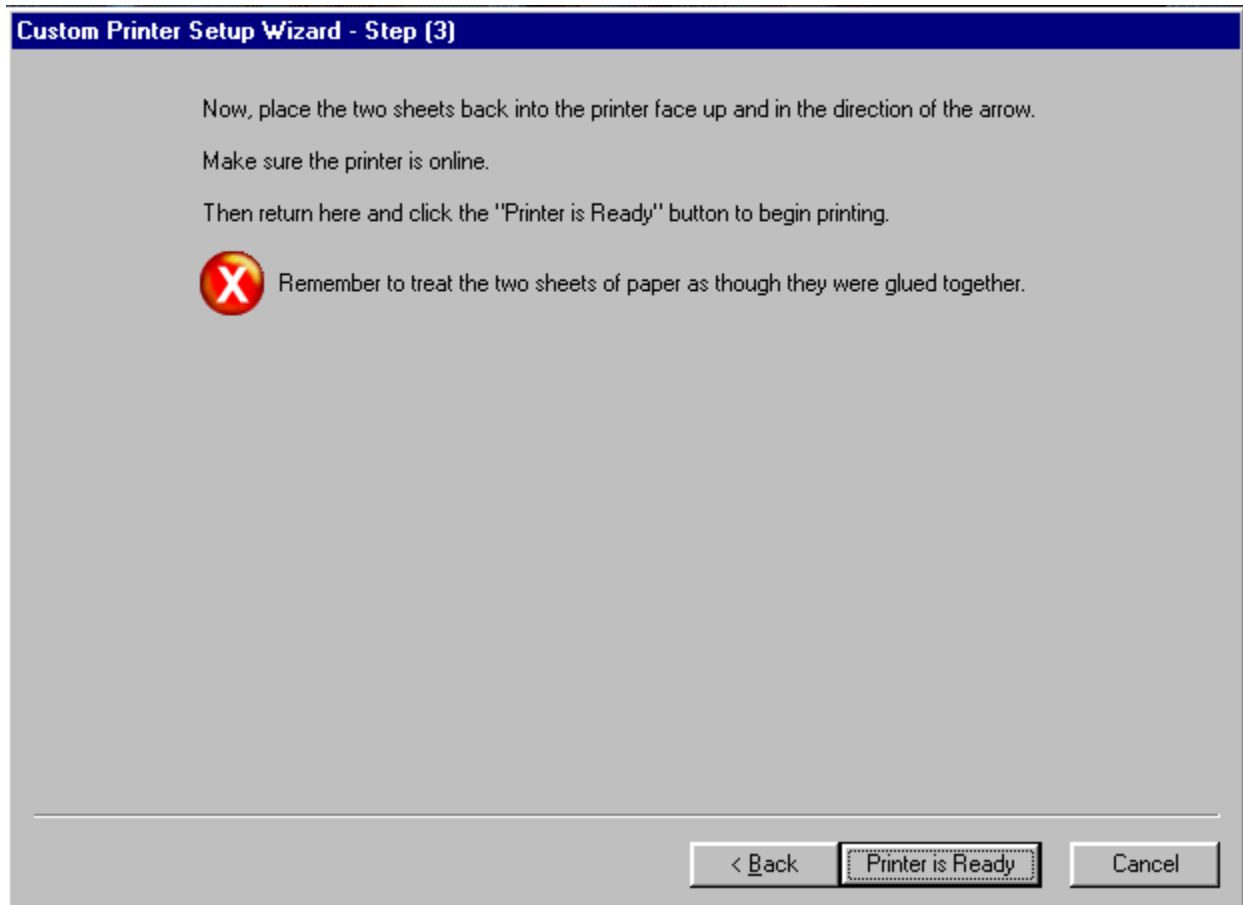 Custom Printer Setup Wizard - Step (3)
Now, place the two sheets back into the printer face up and in the direction of the arrow.
Make sure the printer is online.
Then return here and click the "Printer is Ready" button to begin printing.
X Remember to treat the two sheets of paper as though they were glued together.
< Back Printer is Ready Cancel